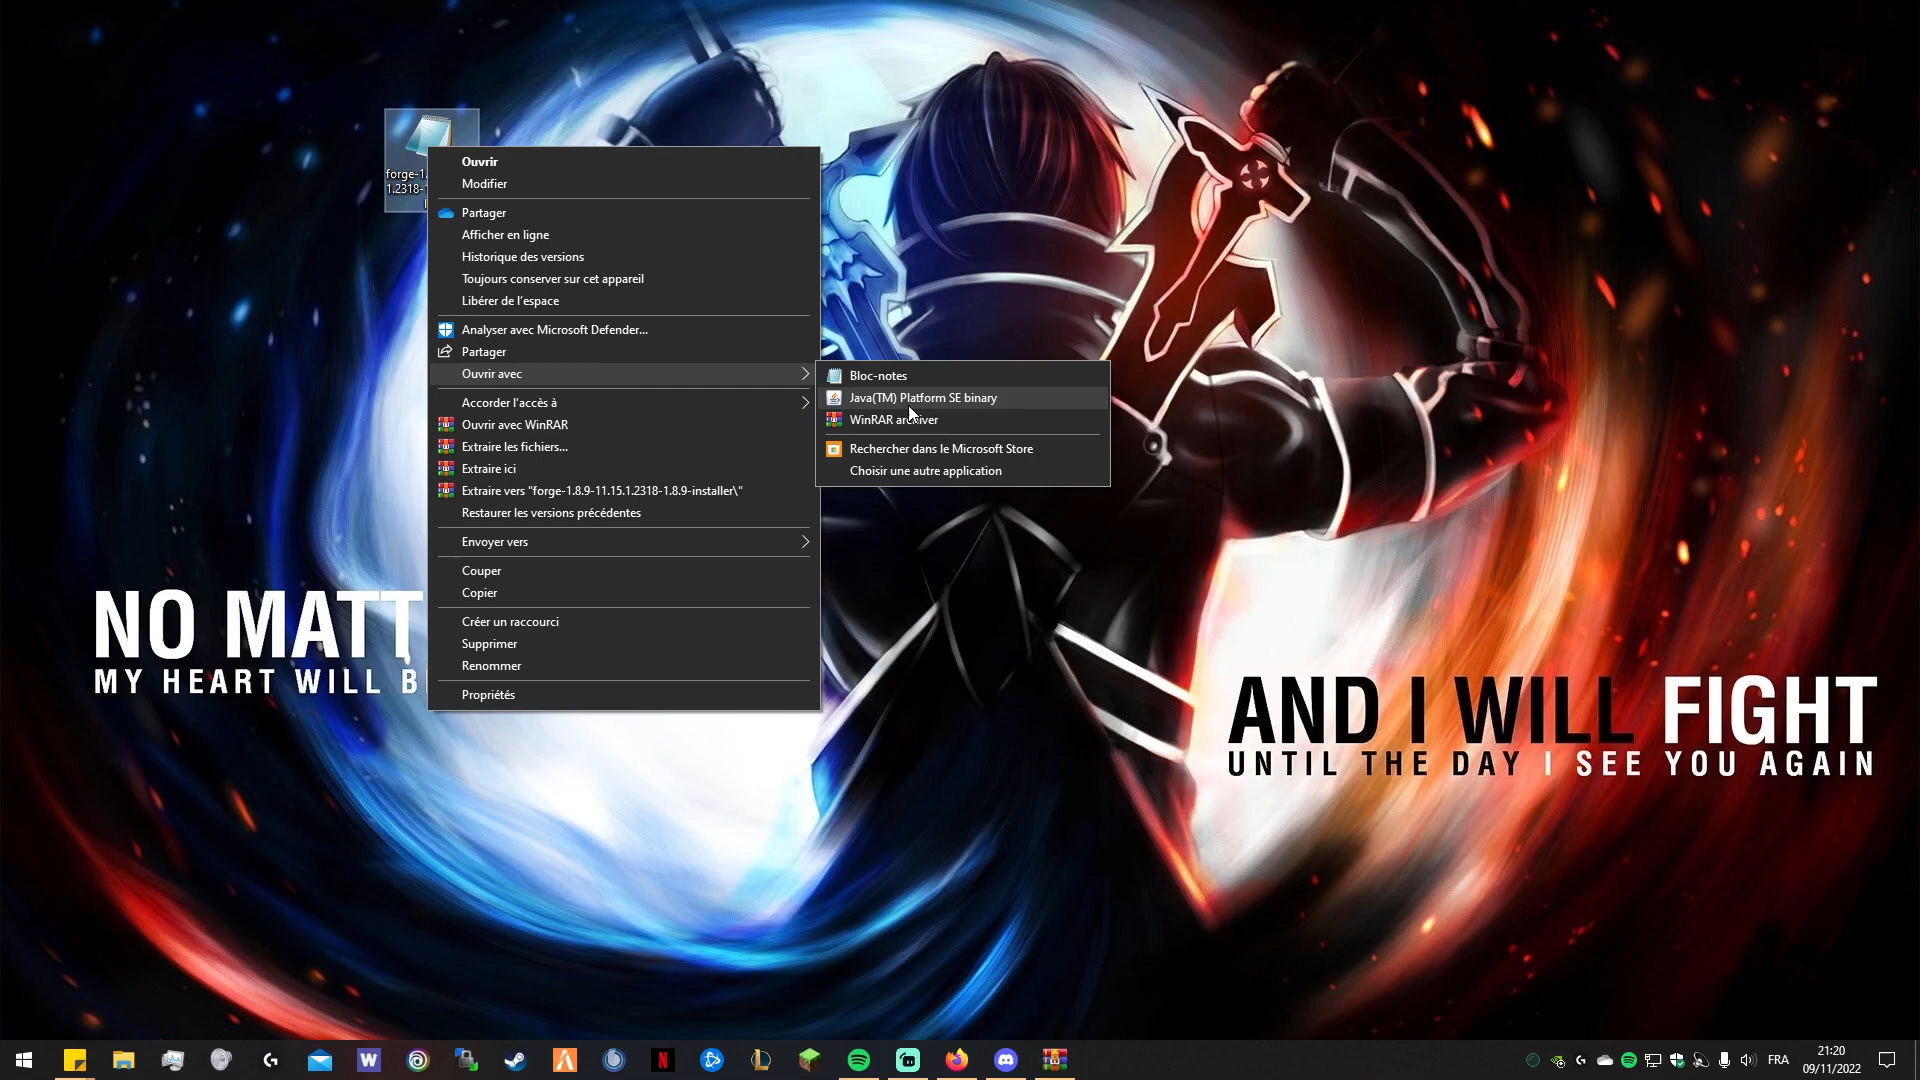 forge-1.
1.2318-
Ouvrir
Modifier
Partager
Afficher en ligne
Historique des versions
Toujours conserver sur cet appareil
Libérer de l'espace
Analyser avec Microsoft Defender...
Partager
Ouvrir avec
Accorder l'accès à
Ouvrir avec WinRAR
Extraire les fichiers...
Extraire ici
Extraire vers "forge-1.8.9-11.15.1.2318-1.8.9-installer\"
Restaurer les versions précédentes
Envoyer vers
Couper
Copier
Créer un raccourci
Supprimer
Renommer
Propriétés
Bloc-notes
Java(TM) Platform SE binary
WinRAR archiver
Rechercher dans le Microsoft Store
Choisir une autre application
NO MATT
MY HEART WILL B
AND I WILL FIGHT
UNTIL THE DAY I SEE YOU AGAIN
W
N
FRA
21:20
09/11/2022